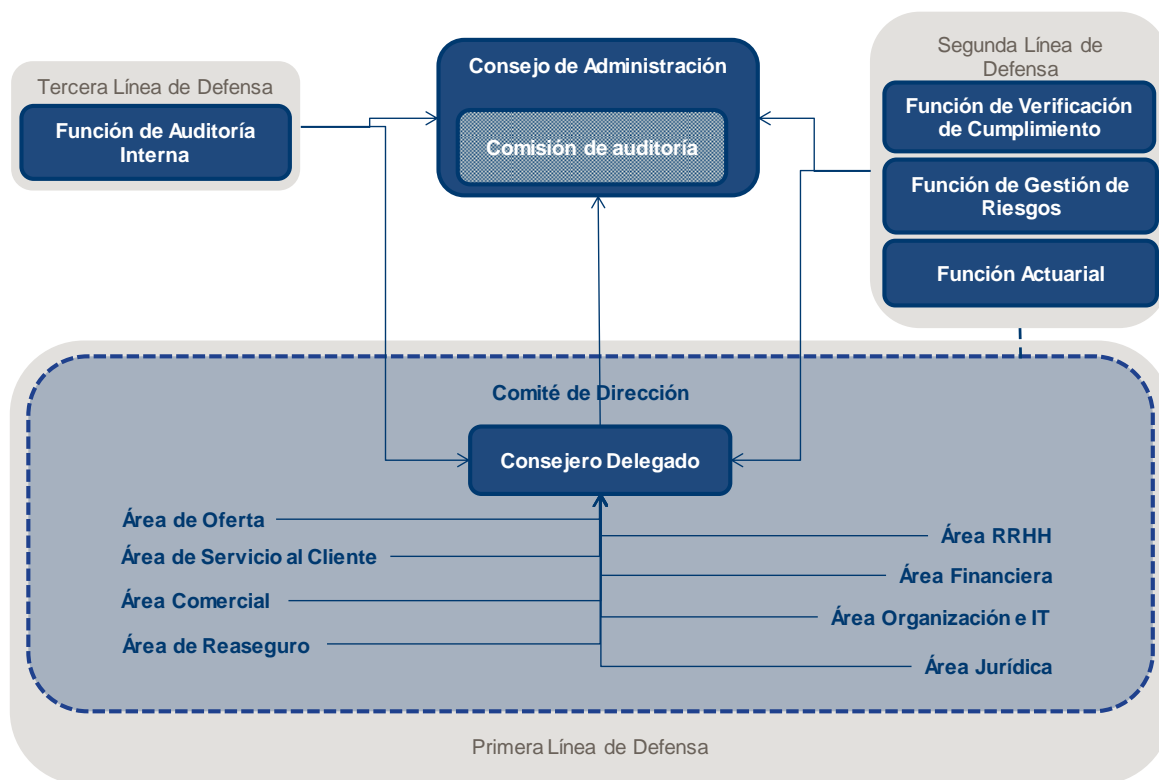 Tercera Línea de Defensa
Función de Auditoría
Interna
Consejo de Administración
Comisión de auditoría
Segunda Línea de
Defensa
Función de Verificación
de Cumplimiento
Función de Gestión de
Riesgos
Función Actuarial
Comité de Dirección
Consejero Delegado
Área de Oferta
Área de Servicio al Cliente
Área Comercial
Área de Reaseguro
Área RRHH
Área Financiera
Área Organización e IT
Área Jurídica
Primera Línea de Defensa